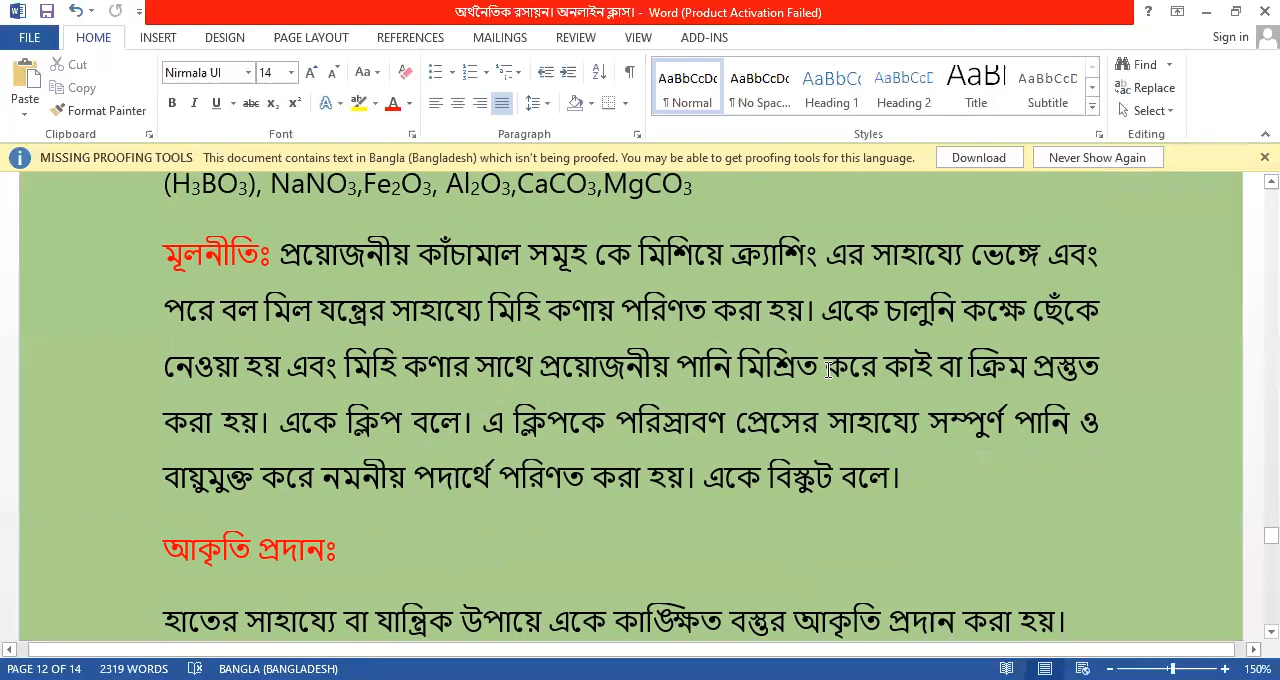 অর্থনৈতিক রসায়ন। অনলাইন ক্লাস। - Word (Product Activation Failed)
FILE HOME INSERT DESIGN PAGE LAYOUT REFERENCES MAILINGS REVIEW VIEW ADD-INS Sign in
Paste Cut Copy Format Painter
Nirmala UI 14 Aa
B I U abc x₂ x² A A
AaBbCcDc AaBbCcDc AaBbCc AaBbCcD AaBl AaBbCcD
¶ Normal ¶ No Spac... Heading 1 Heading 2 Title Subtitle
Find Replace Select
Clipboard Font Paragraph Styles Editing
MISSING PROOFING TOOLS This document contains text in Bangla (Bangladesh) which isn't being proofed. You may be able to get proofing tools for this language. Download Never Show Again
(H₃BO₃), NaNO₃,Fe₂O₃, Al₂O₃,CaCO₃,MgCO₃
মূলনীতিঃ প্রয়োজনীয় কাঁচামাল সমূহ কে মিশিয়ে ক্র্যাশিং এর সাহায্যে ভেঙ্গে এবং
পরে বল মিল যন্ত্রের সাহায্যে মিহি কণায় পরিণত করা হয়। একে চালুনি কক্ষে ছেঁকে
নেওয়া হয় এবং মিহি কণার সাথে প্রয়োজনীয় পানি মিশ্রিত করে কাই বা ক্রিম প্রস্তুত
করা হয়। একে ক্লিপ বলে। এ ক্লিপকে পরিস্রাবণ প্রেসের সাহায্যে সম্পুর্ণ পানি ও
বায়ুমুক্ত করে নমনীয় পদার্থে পরিণত করা হয়। একে বিস্কুট বলে।
আকৃতি প্রদানঃ
হাতের সাহায্যে বা যান্ত্রিক উপায়ে একে কাঙ্ক্ষিত বস্তুর আকৃতি প্রদান করা হয়।
PAGE 12 OF 14 2319 WORDS BANGLA (BANGLADESH) 150%